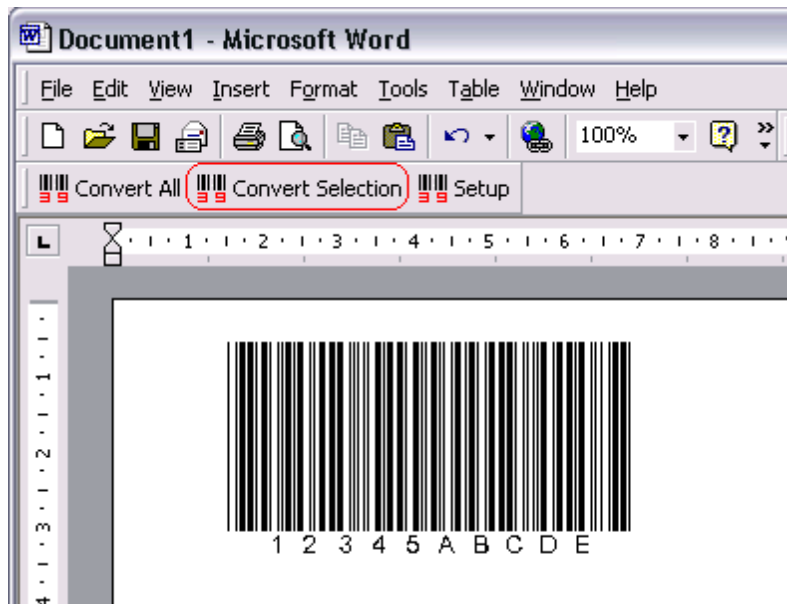 Document1 - Microsoft Word
File Edit View Insert Format Tools Table Window Help
100%
Convert All Convert Selection Setup
1 2 3 4 5 6 7 8
1
2
3
1 2 3 4 5 A B C D E